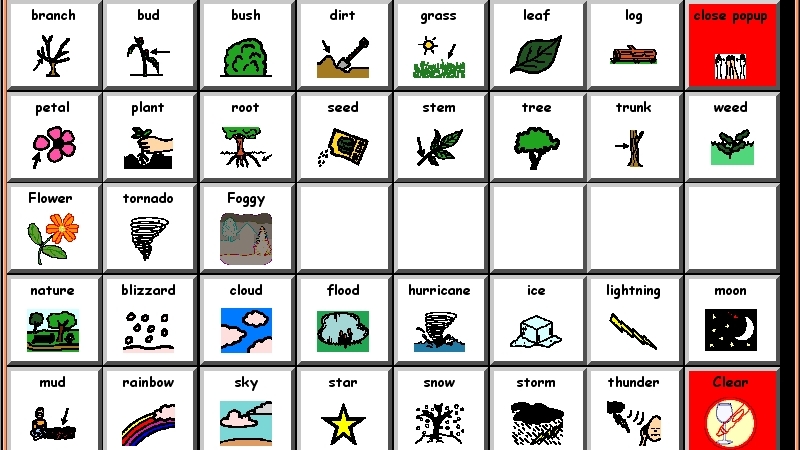 branch bud bush dirt grass leaf log close popup
petal plant root seed stem tree trunk weed
Flower tornado Foggy
nature blizzard cloud flood hurricane ice lightning moon
mud rainbow sky star snow storm thunder Clear